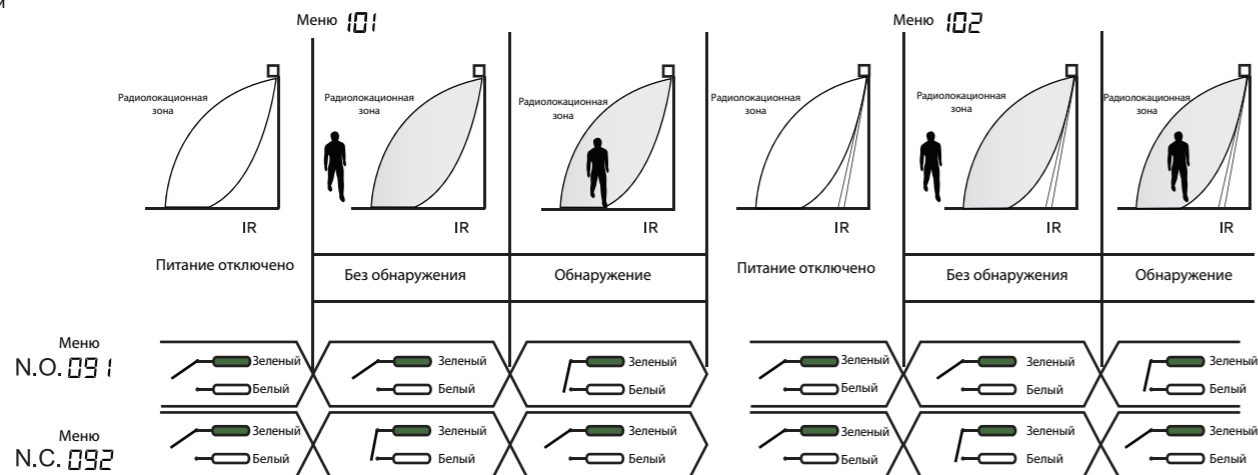 й
Меню 101
Меню 102
Радиолокационная
зона
Радиолокационная
зона
Радиолокационная
зона
Радиолокационная
зона
Радиолокационная
зона
Радиолокационная
зона
IR
IR
IR
IR
IR
IR
Питание отключено
Без обнаружения
Обнаружение
Питание отключено
Без обнаружения
Обнаружение
Меню
N.O. 091
Зеленый
Белый
Зеленый
Белый
Зеленый
Белый
Зеленый
Белый
Зеленый
Белый
Зеленый
Белый
Меню
N.C. 092
Зеленый
Белый
Зеленый
Белый
Зеленый
Белый
Зеленый
Белый
Зеленый
Белый
Зеленый
Белый